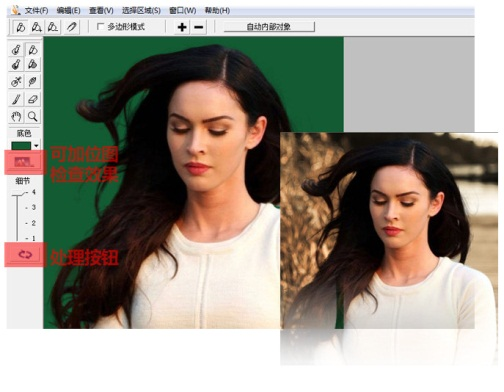 文件(F) 编辑(E) 查看(V) 选择区域(S) 窗口(W) 帮助(H)
多边形模式 自动内部对象
底色
可加位图
检查效果
细节
4
3
2
1
处理按钮